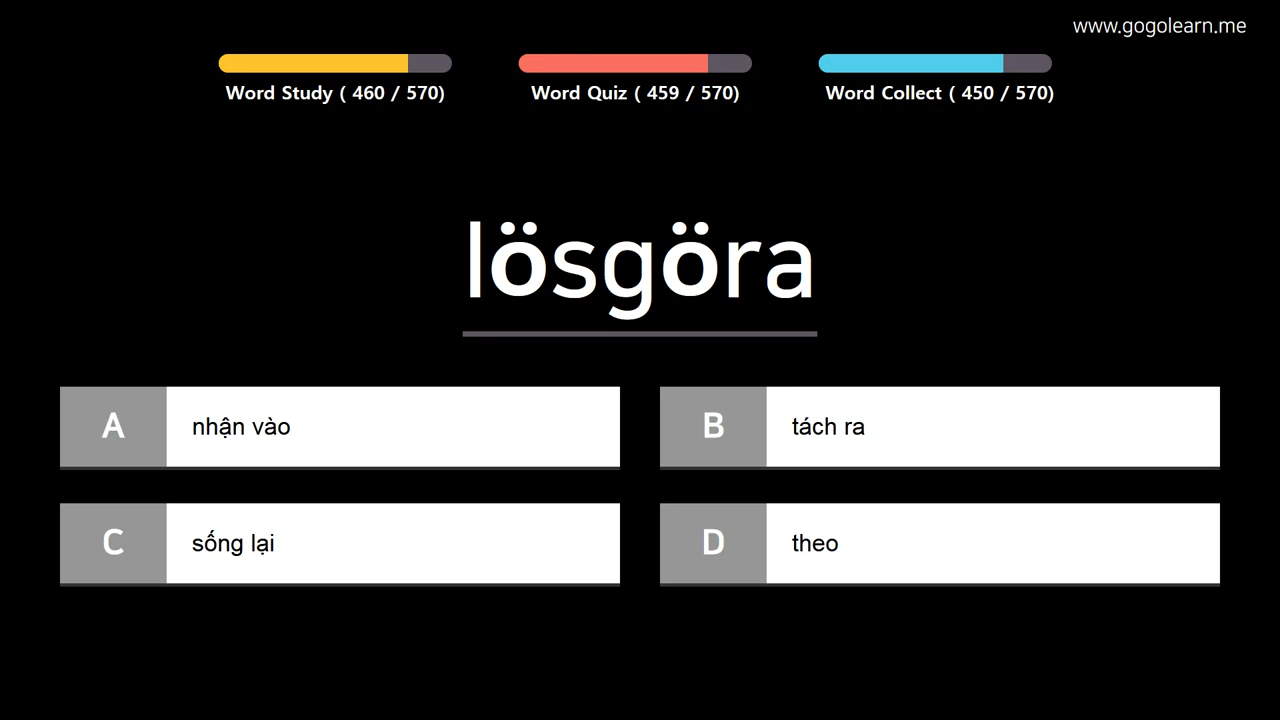 www.gogolearn.me
Word Study ( 460 / 570)
Word Quiz ( 459 / 570)
Word Collect ( 450 / 570)
lösgöra
A
nhận vào
B
tách ra
C
sống lại
D
theo